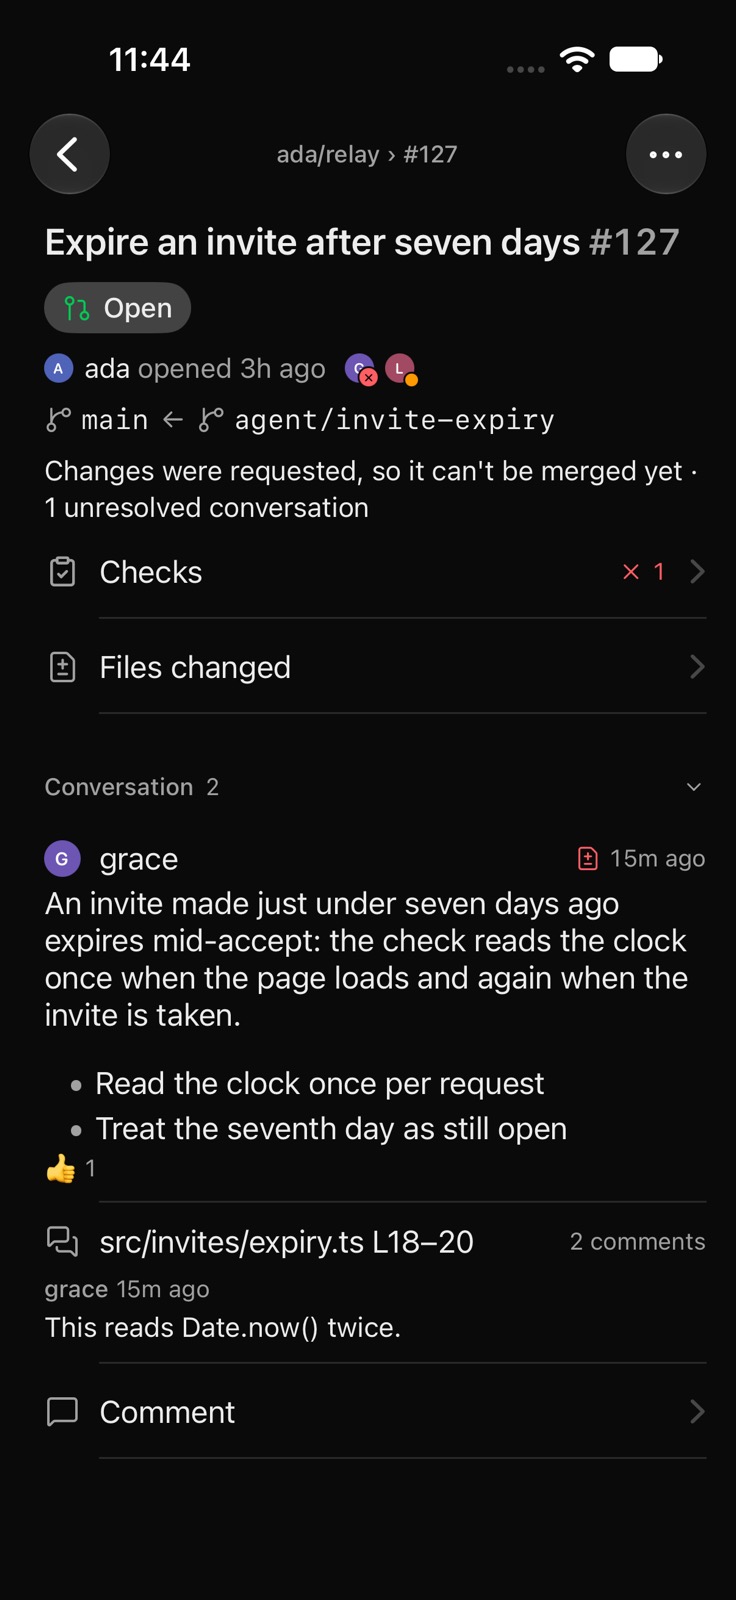 11:44
ada/relay › #127
Expire an invite after seven days #127
Open
A ada opened 3h ago G L
main ← agent/invite-expiry
Changes were requested, so it can't be merged yet ·
1 unresolved conversation
Checks 1
Files changed
Conversation 2
G grace 15m ago
An invite made just under seven days ago
expires mid-accept: the check reads the clock
once when the page loads and again when the
invite is taken.
• Read the clock once per request
• Treat the seventh day as still open
👍 1
src/invites/expiry.ts L18–20 2 comments
grace 15m ago
This reads Date.now() twice.
Comment